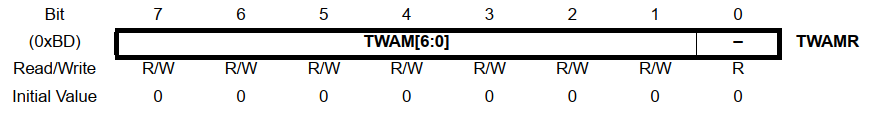 Bit 7 6 5 4 3 2 1 0
(0xBD) TWAM[6:0] – TWAMR
Read/Write R/W R/W R/W R/W R/W R/W R/W R
Initial Value 0 0 0 0 0 0 0 0